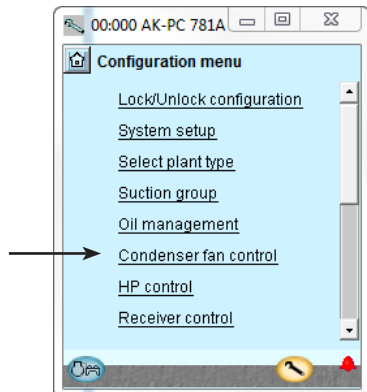 00:000 AK-PC 781A
Configuration menu
Lock/Unlock configuration
System setup
Select plant type
Suction group
Oil management
Condenser fan control
HP control
Receiver control